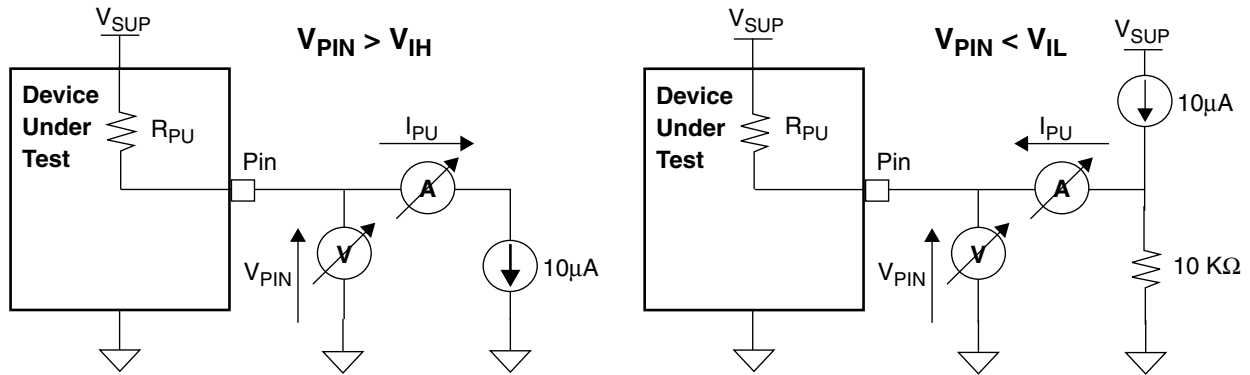 V_SUP
V_PIN > V_IH
Device
Under
Test
R_PU
I_PU
Pin
A
V
V_PIN
10µA
V_SUP
V_PIN < V_IL
V_SUP
Device
Under
Test
R_PU
10µA
I_PU
Pin
A
V
V_PIN
10 KΩ